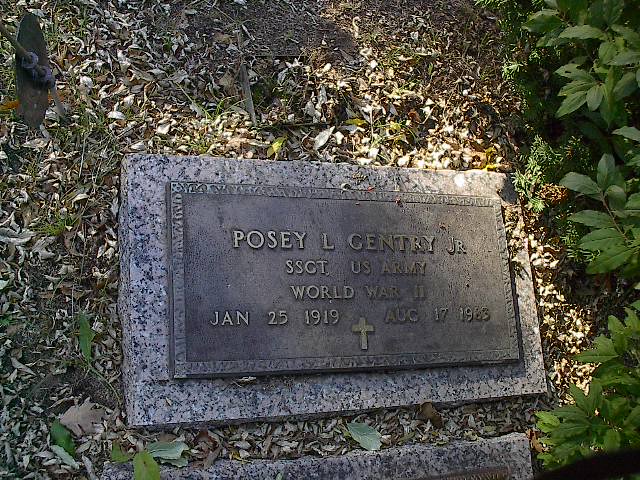 POSEY L GENTRY JR
SSGT US ARMY
WORLD WAR II
JAN 25 1919 AUG 17 1983